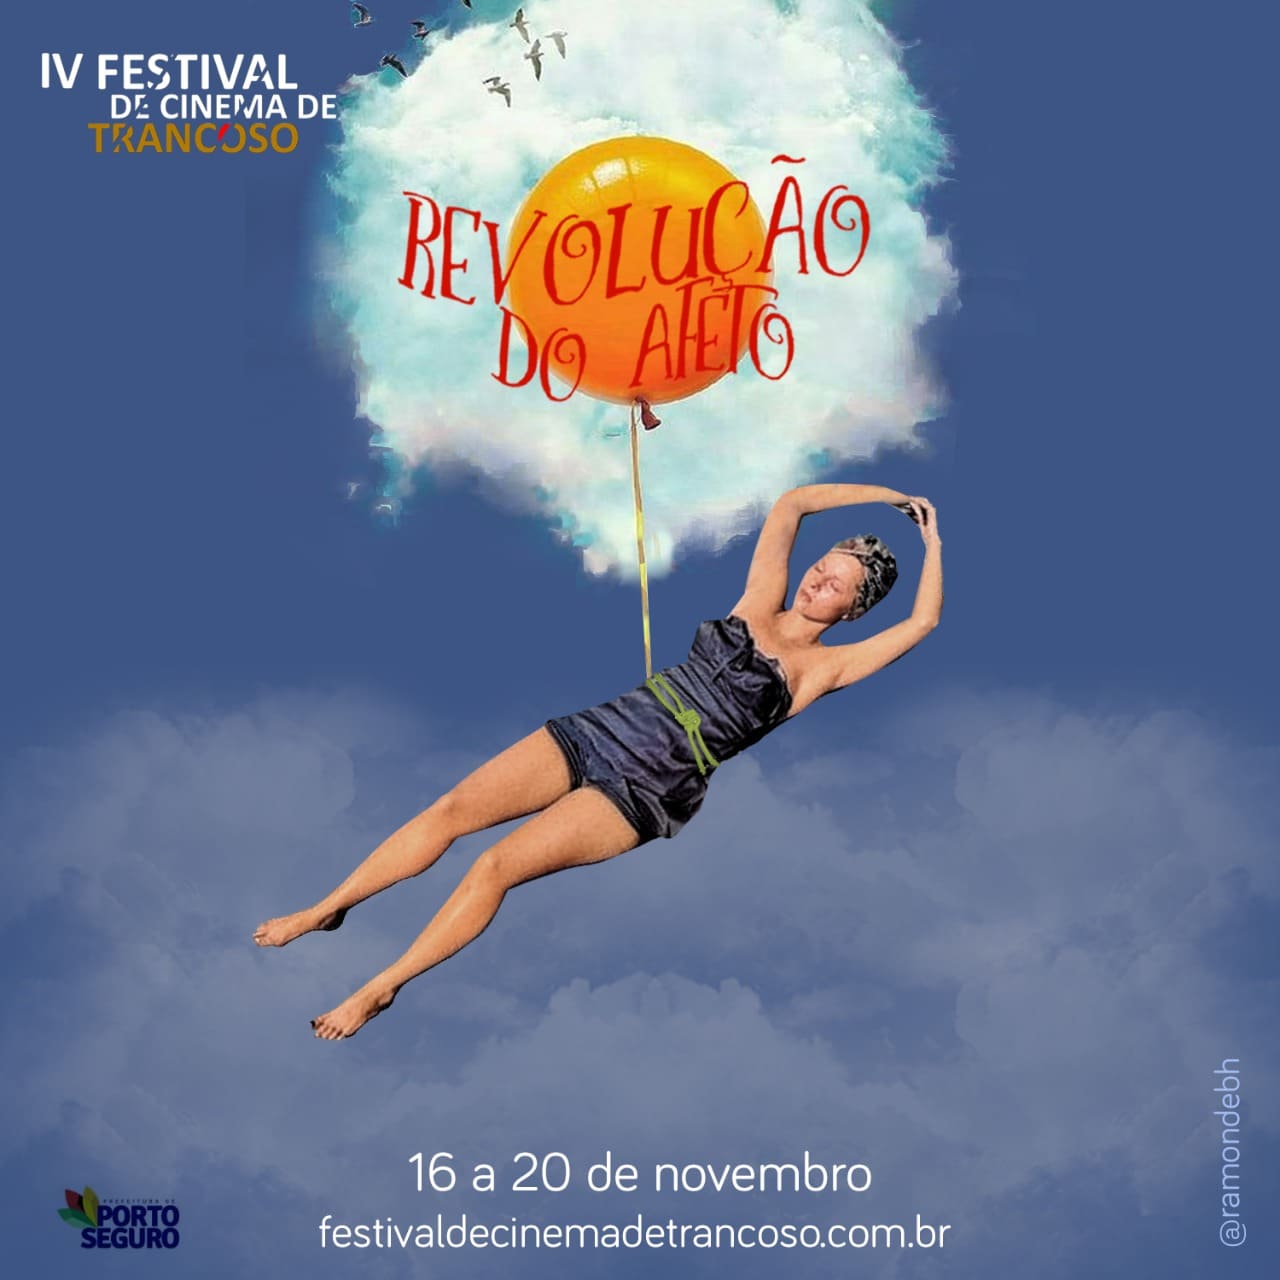 IV FESTIVAL
DE CINEMA DE
TRANCOSO
REVOLUÇÃO
DO AFETO
16 a 20 de novembro
festivaldecinemadetrancoso.com.br
PREFEITURA DE
PORTO
SEGURO
@ramondebh